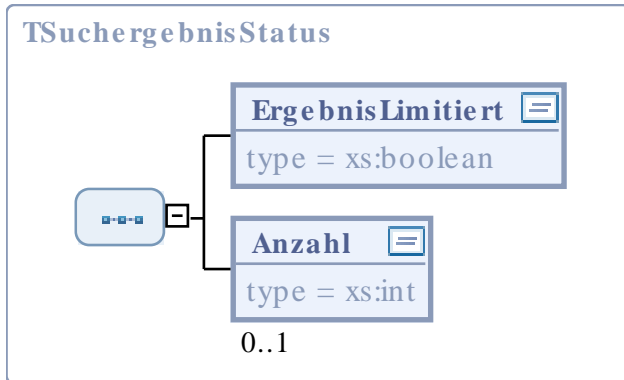 TSuchergebnisStatus
ErgebnisLimitiert
type = xs:boolean
Anzahl
type = xs:int
0..1